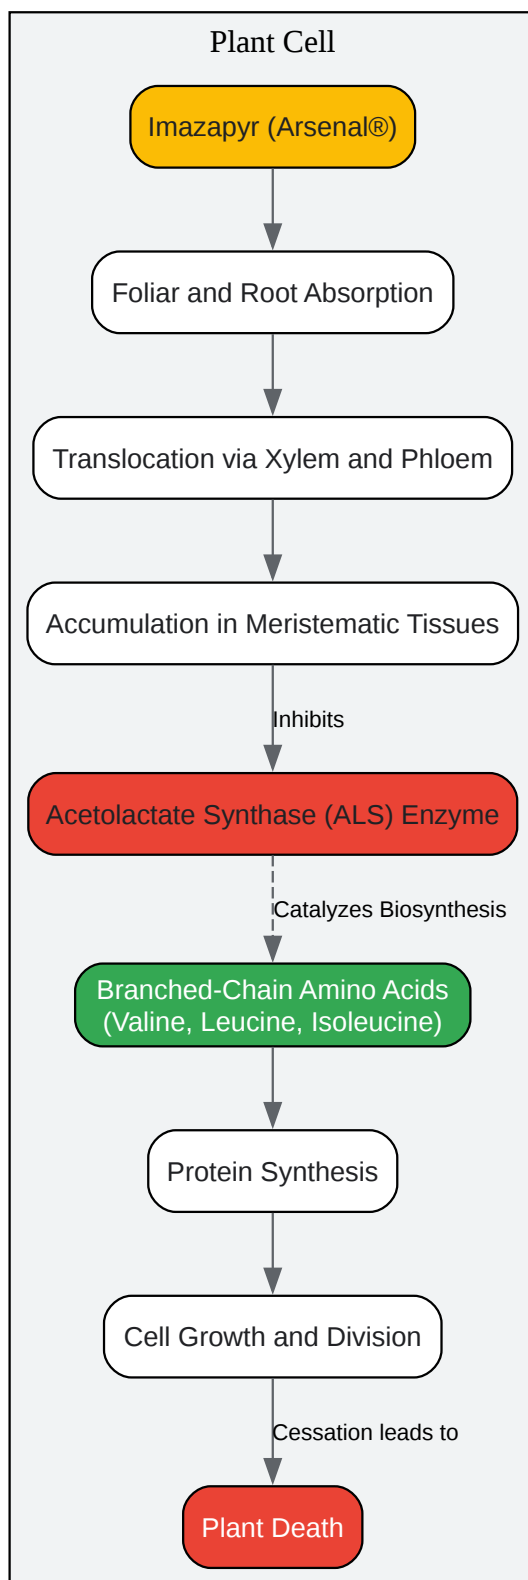 Plant Cell
Imazapyr (Arsenal®)
Foliar and Root Absorption
Translocation via Xylem and Phloem
Accumulation in Meristematic Tissues
Inhibits
Acetolactate Synthase (ALS) Enzyme
Catalyzes Biosynthesis
Branched-Chain Amino Acids
(Valine, Leucine, Isoleucine)
Protein Synthesis
Cell Growth and Division
Cessation leads to
Plant Death